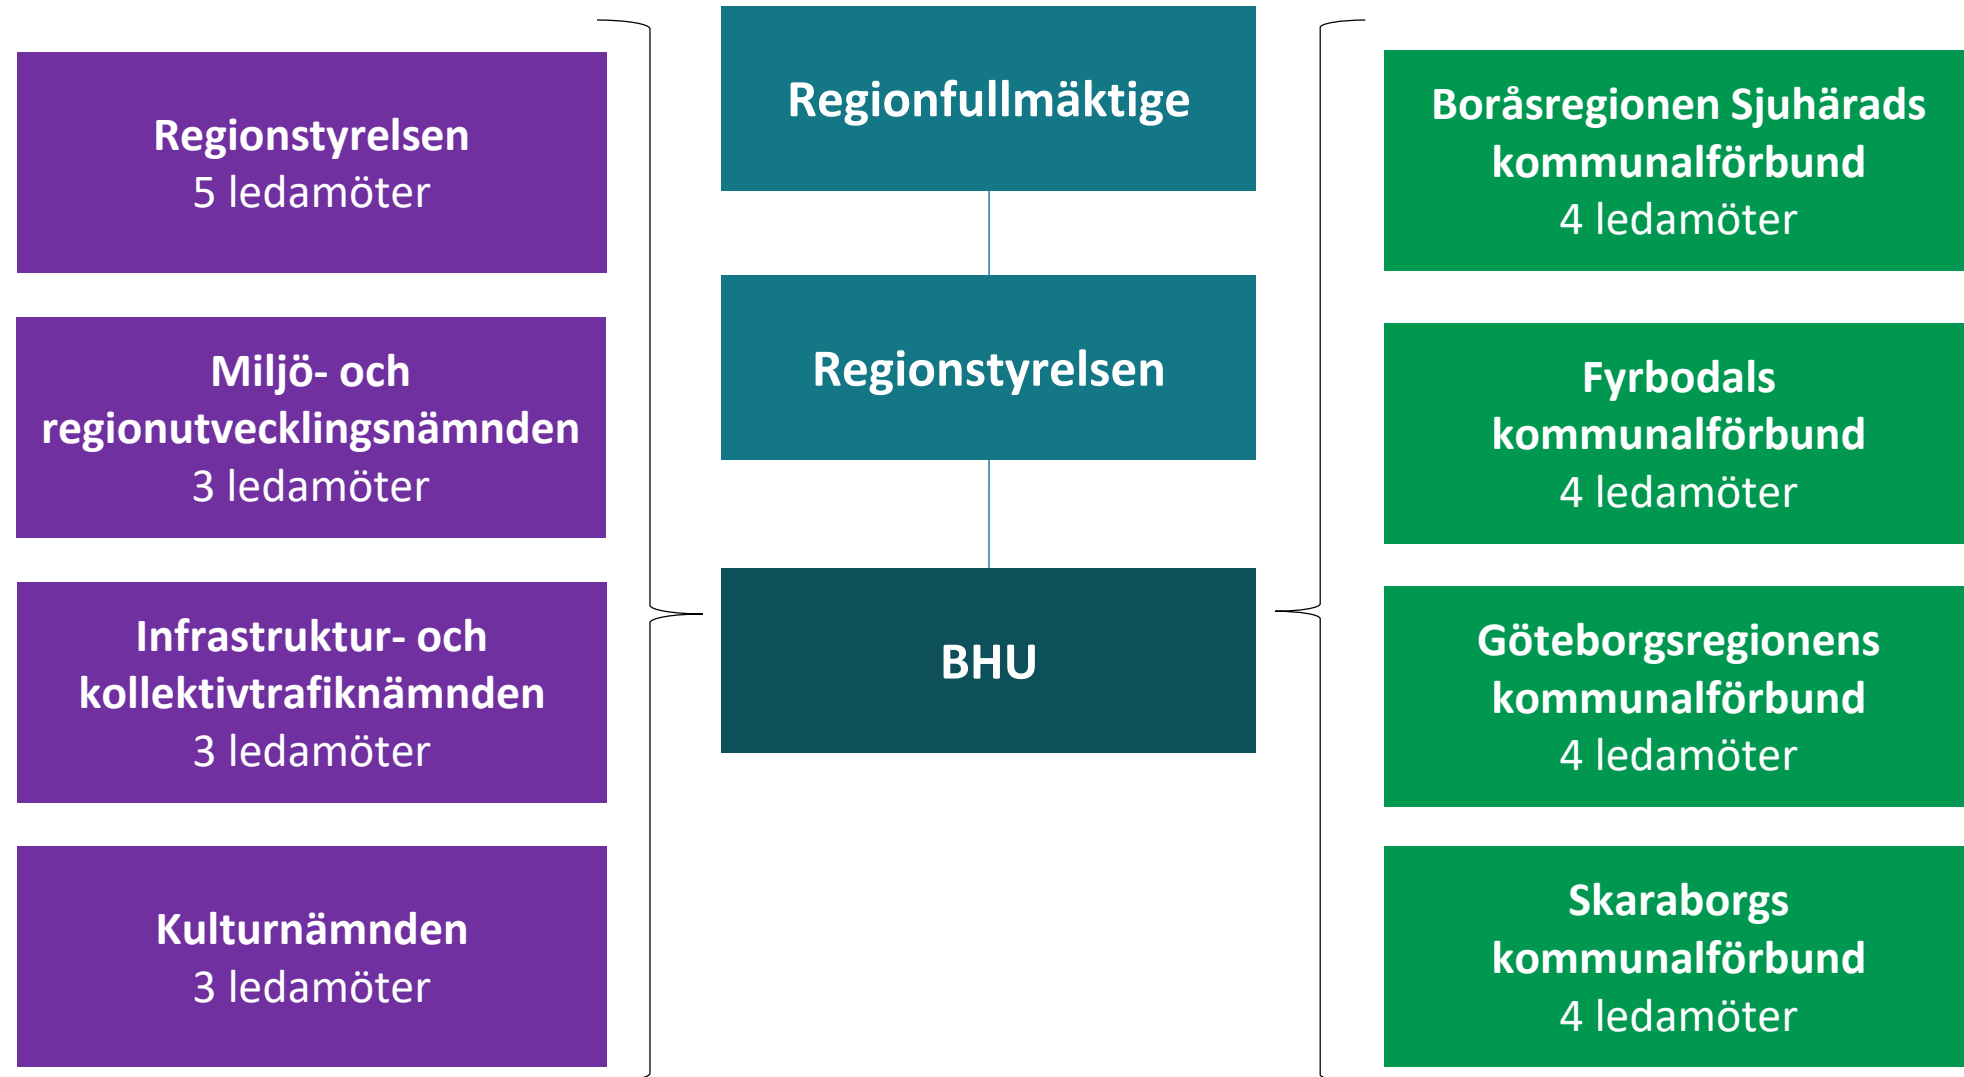 Regionstyrelsen
5 ledamöter
Miljö- och
regionutvecklingsnämnden
3 ledamöter
Infrastruktur- och
kollektivtrafiknämnden
3 ledamöter
Kulturnämnden
3 ledamöter
Regionfullmäktige
Regionstyrelsen
BHU
Boråsregionen Sjuhärads
kommunalförbund
4 ledamöter
Fyrbodals
kommunalförbund
4 ledamöter
Göteborgsregionens
kommunalförbund
4 ledamöter
Skaraborgs
kommunalförbund
4 ledamöter